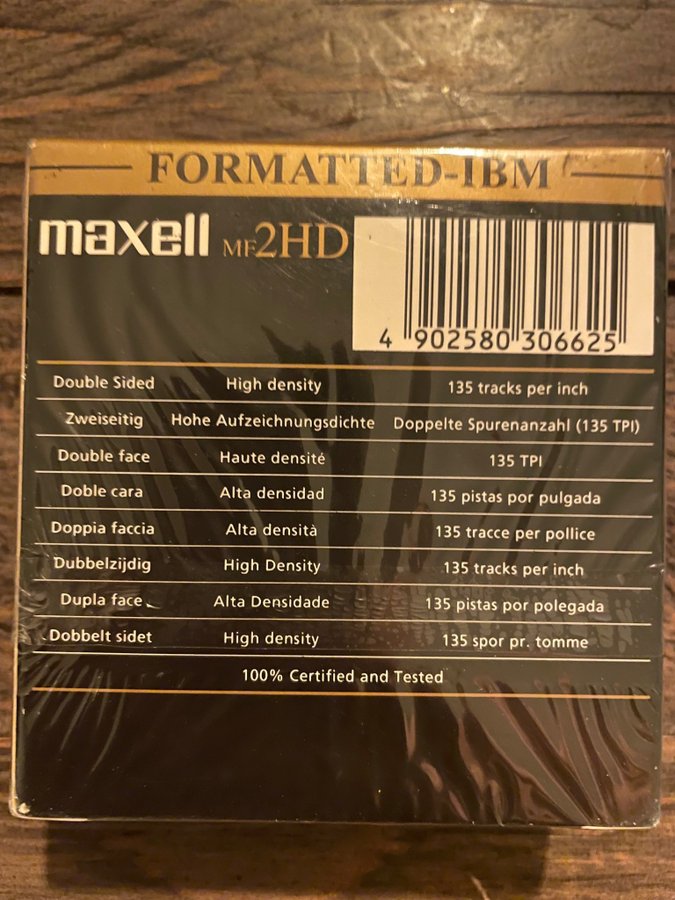 FORMATTED-IBM
maxell MF2HD
4 902580 306625
Double Sided High density 135 tracks per inch
Zweiseitig Hohe Aufzeichnungsdichte Doppelte Spurenanzahl (135 TPI)
Double face Haute densité 135 TPI
Doble cara Alta densidad 135 pistas por pulgada
Doppia faccia Alta densità 135 tracce per pollice
Dubbelzijdig High Density 135 tracks per inch
Dupla face Alta Densidade 135 pistas por polegada
Dobbelt sidet High density 135 spor pr. tomme
100% Certified and Tested